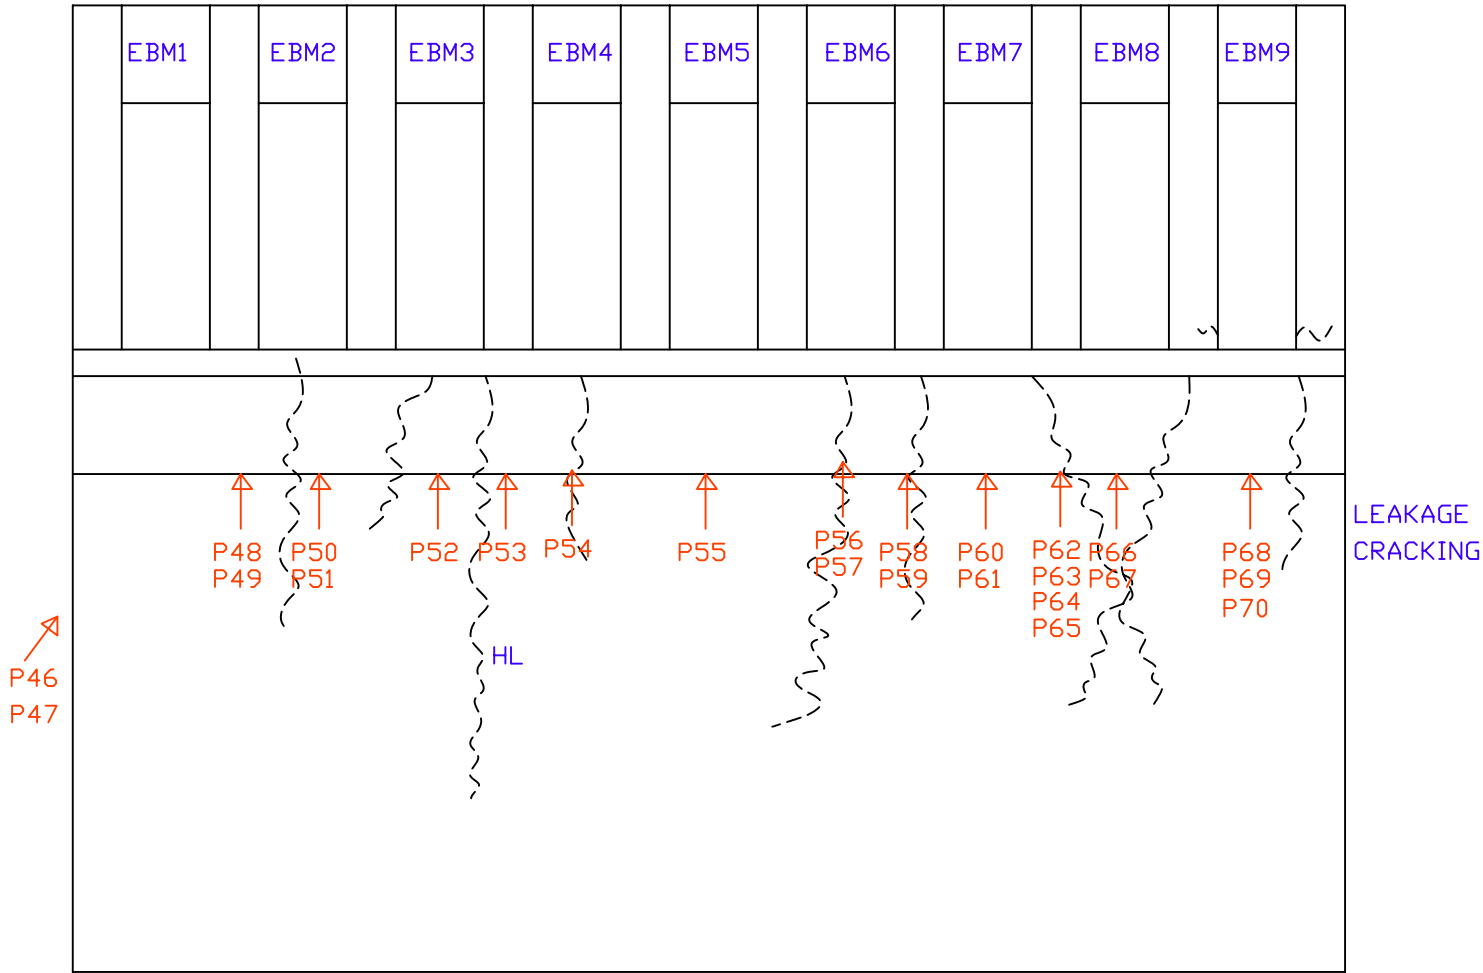 EBM1 EBM2 EBM3 EBM4 EBM5 EBM6 EBM7 EBM8 EBM9
LEAKAGE
CRACKING
P48
P49
P50
P51
P52
P53
P54
P55
P56
P57
P58
P59
P60
P61
P62
P63
P64
P65
P66
P67
P68
P69
P70
HL
P46
P47